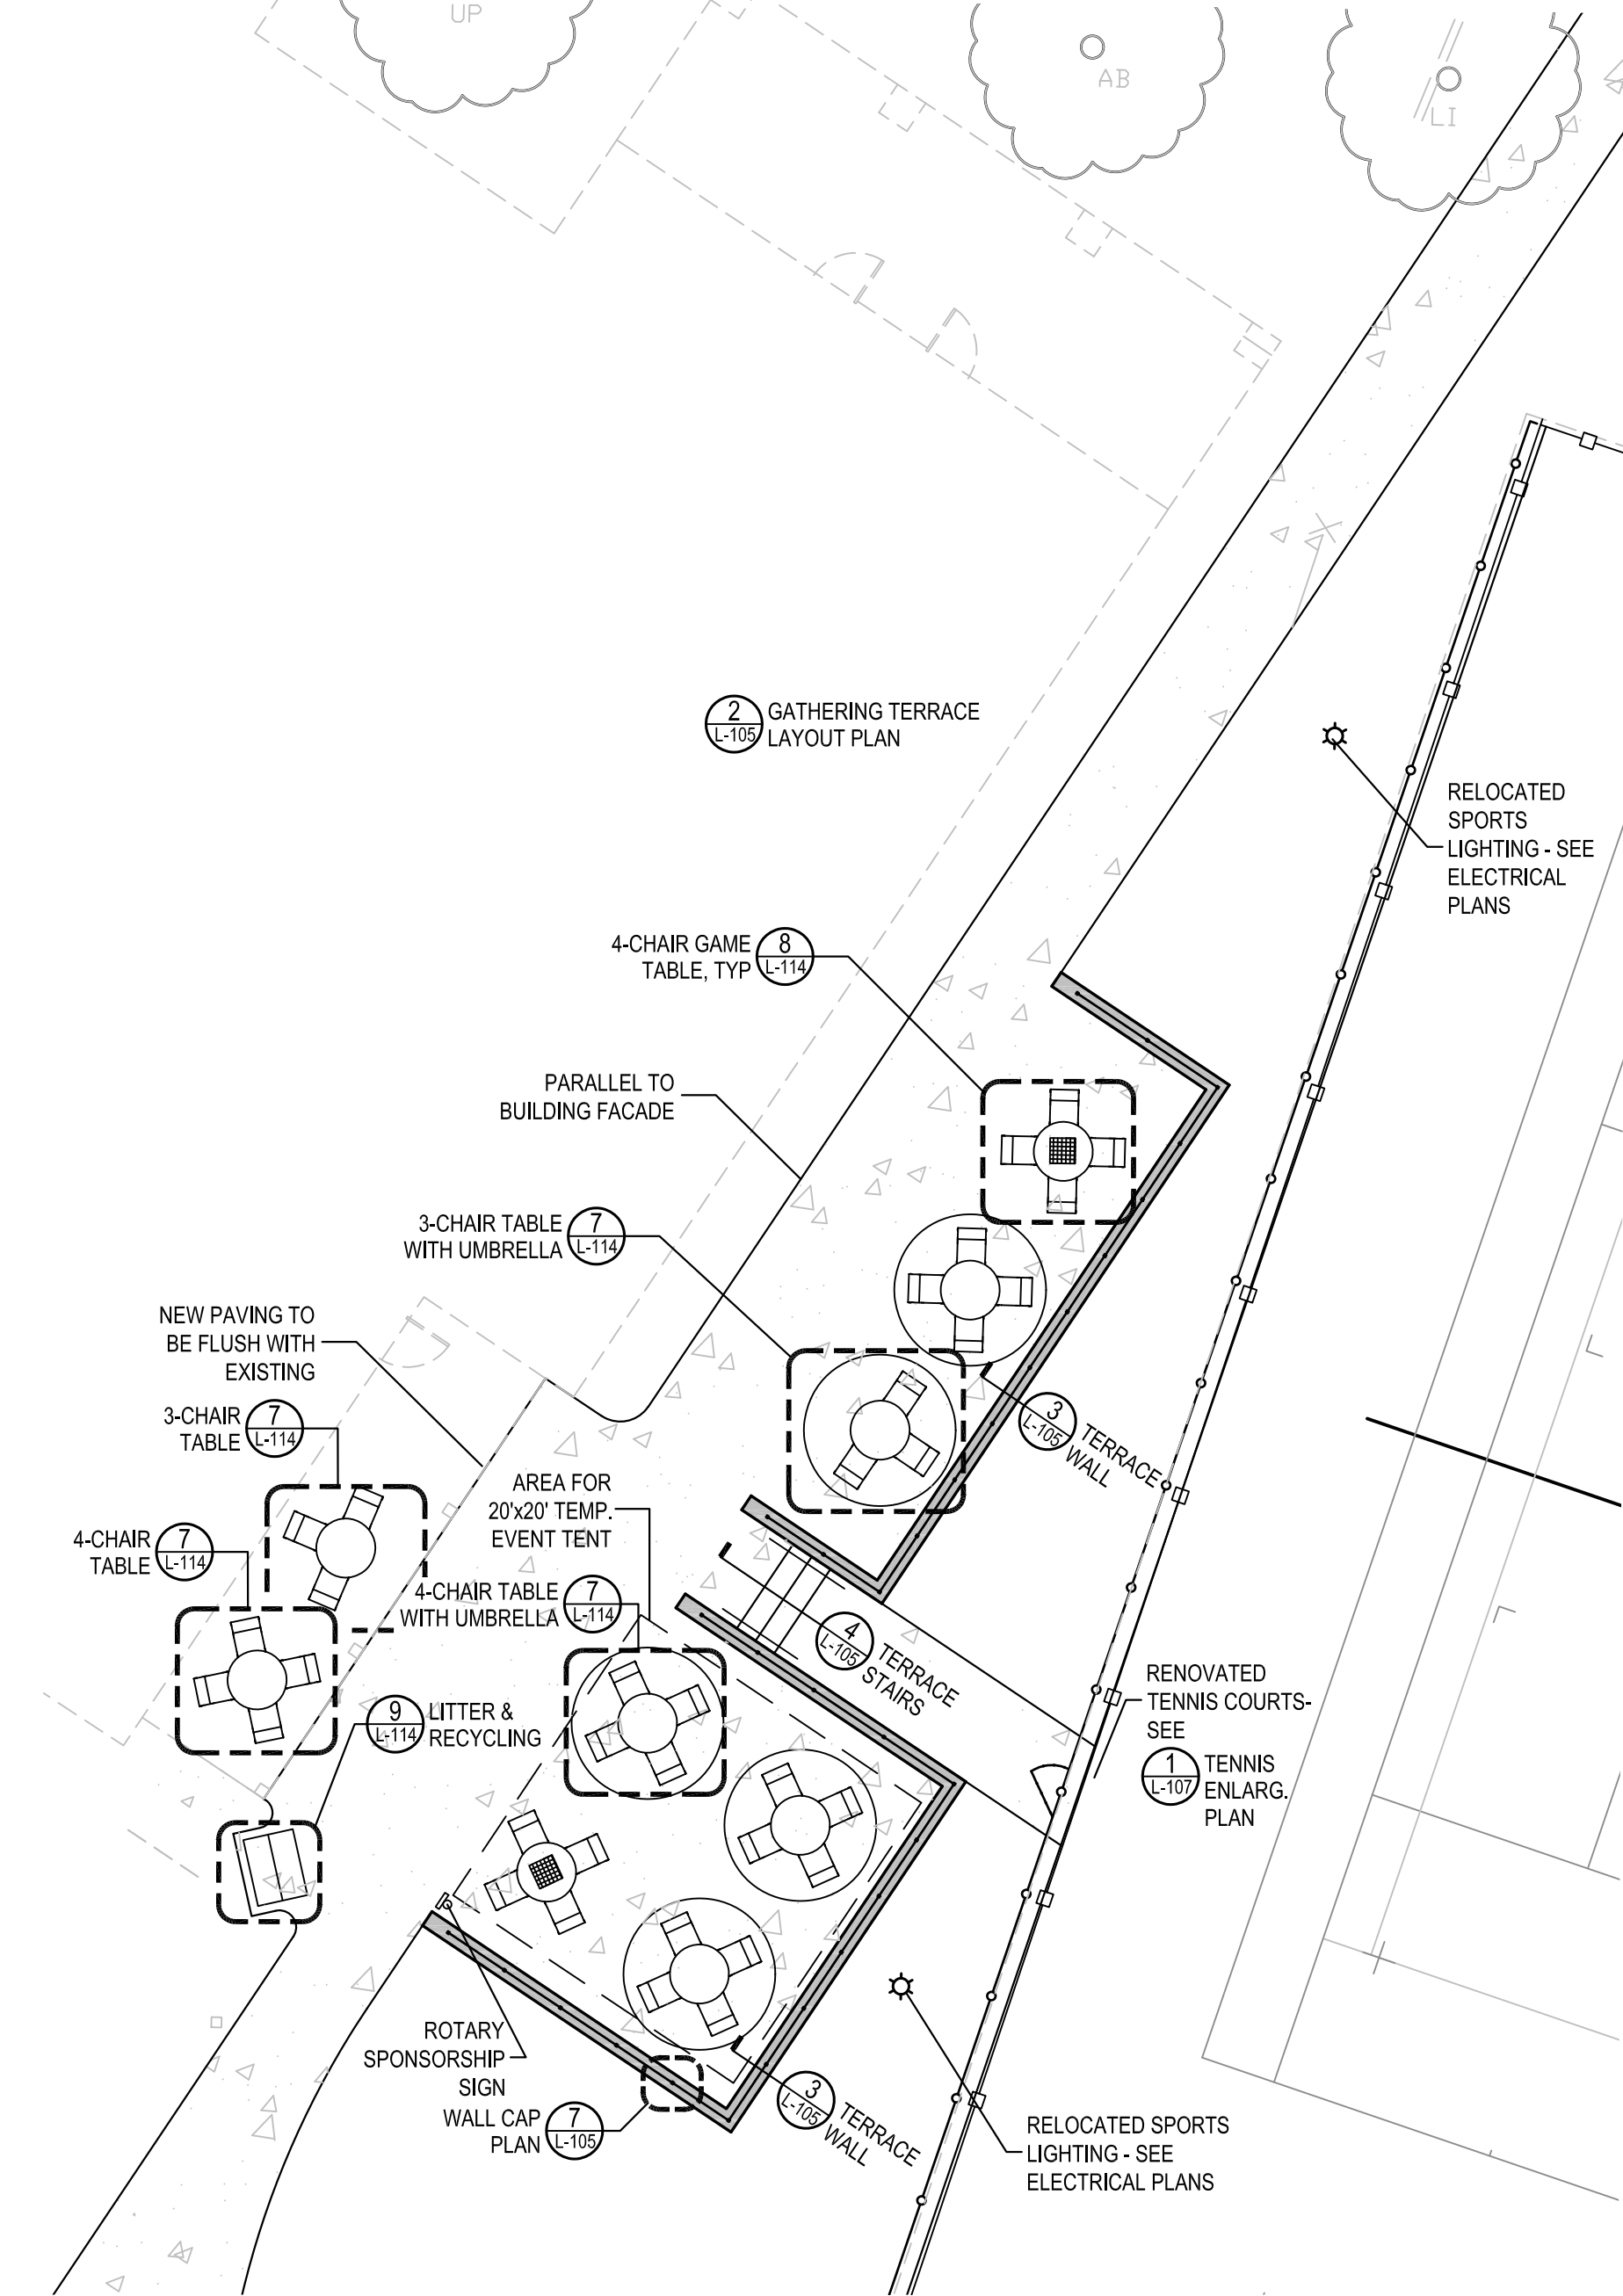 UP
AB
LI
2
L-105
GATHERING TERRACE
LAYOUT PLAN
RELOCATED
SPORTS
LIGHTING - SEE
ELECTRICAL
PLANS
4-CHAIR GAME
TABLE, TYP
8
L-114
PARALLEL TO
BUILDING FACADE
3-CHAIR TABLE
WITH UMBRELLA
7
L-114
NEW PAVING TO
BE FLUSH WITH
EXISTING
3-CHAIR
TABLE
7
L-114
3
L-105
TERRACE
WALL
AREA FOR
20'x20' TEMP.
EVENT TENT
4-CHAIR
TABLE
7
L-114
4-CHAIR TABLE
WITH UMBRELLA
7
L-114
4
L-105
TERRACE
STAIRS
9
L-114
LITTER &
RECYCLING
RENOVATED
TENNIS COURTS-
SEE
1
L-107
TENNIS
ENLARG.
PLAN
ROTARY
SPONSORSHIP
SIGN
WALL CAP
PLAN
7
L-105
3
L-105
TERRACE
WALL
RELOCATED SPORTS
LIGHTING - SEE
ELECTRICAL PLANS